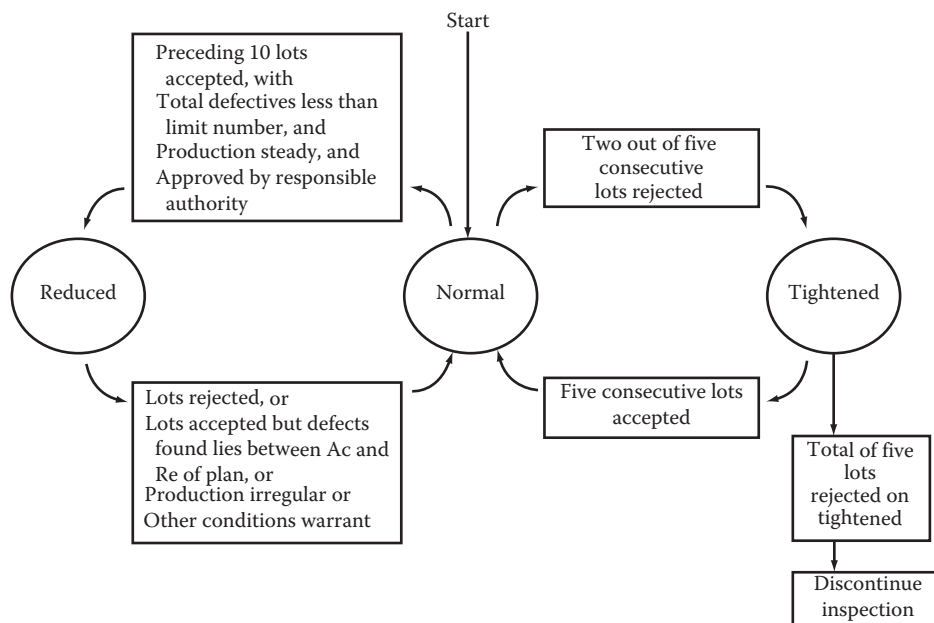 Start
Preceding 10 lots
accepted, with
Total defectives less than
limit number, and
Production steady, and
Approved by responsible
authority
Two out of five
consecutive
lots rejected
Reduced
Normal
Tightened
Lots rejected, or
Lots accepted but defects
found lies between Ac and
Re of plan, or
Production irregular or
Other conditions warrant
Five consecutive lots
accepted
Total of five
lots
rejected on
tightened
Discontinue
inspection